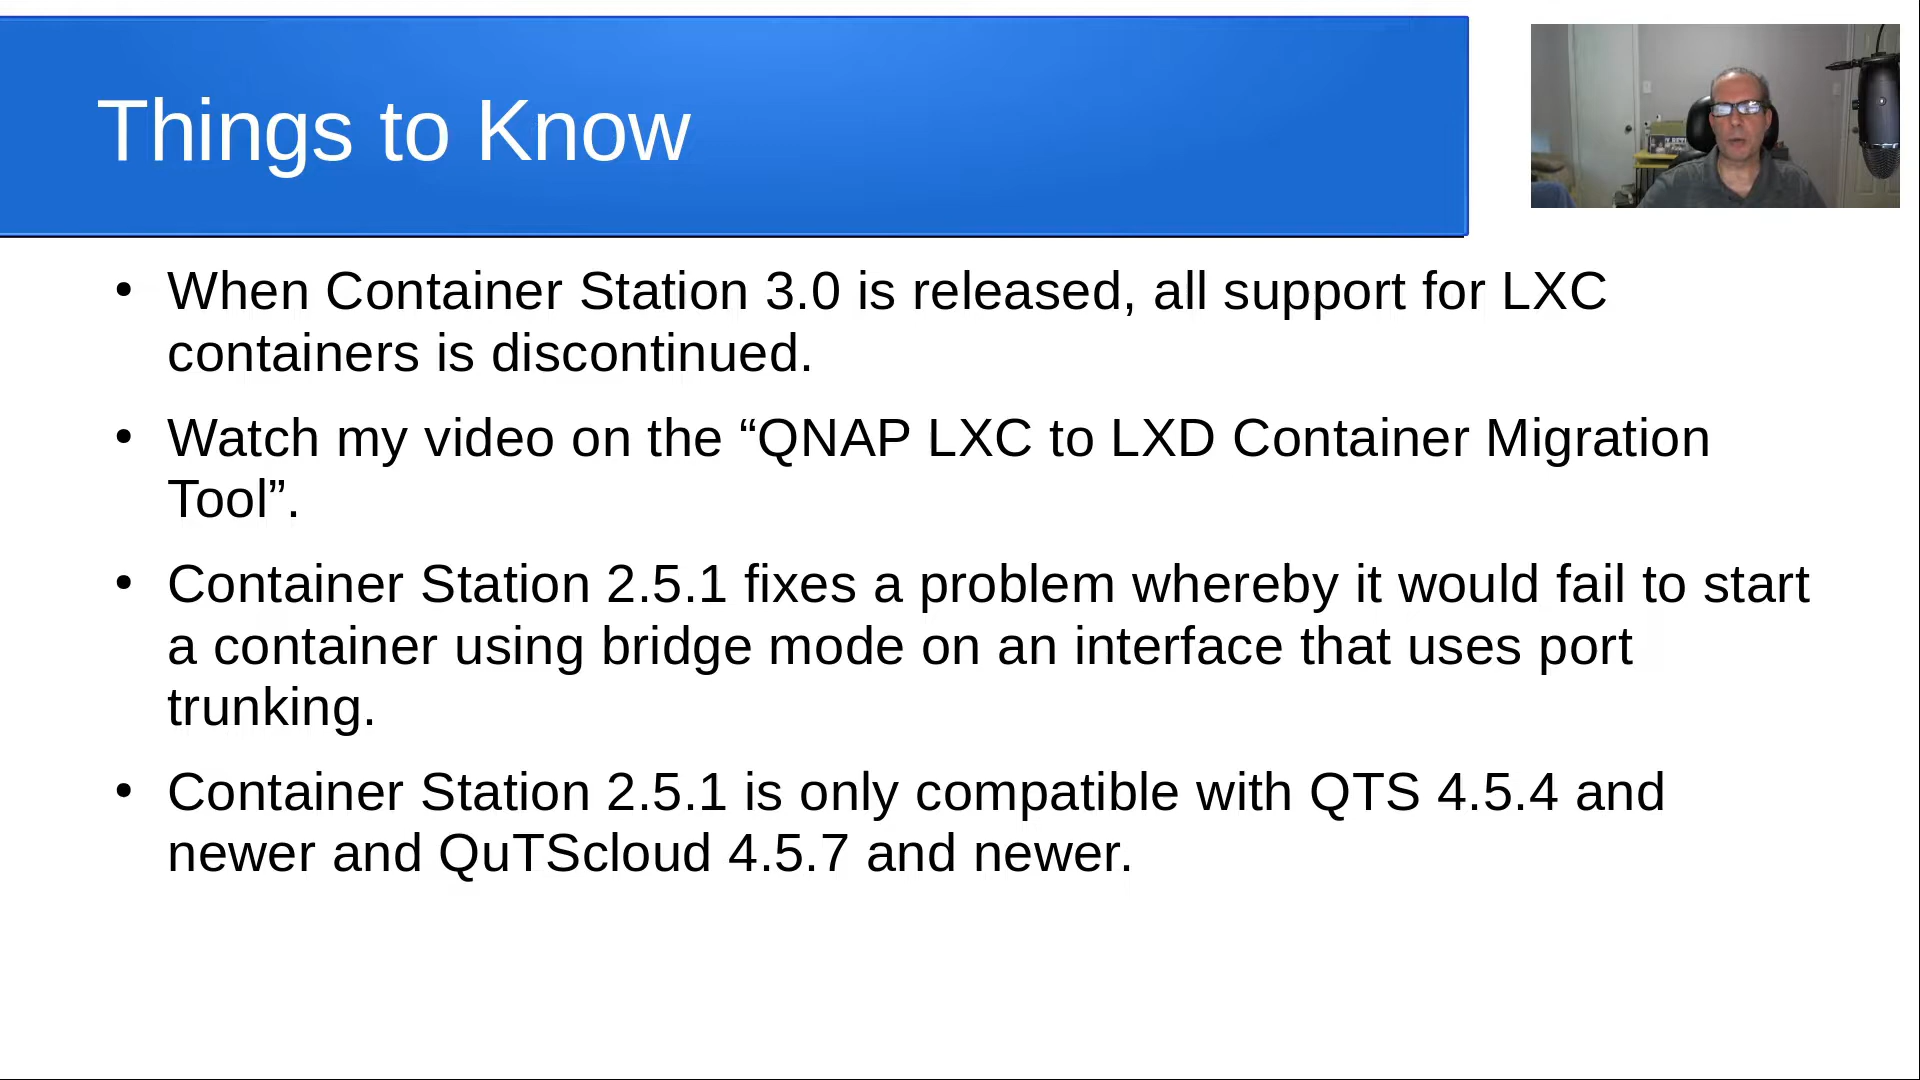 Things to Know
• When Container Station 3.0 is released, all support for LXC
containers is discontinued.
• Watch my video on the “QNAP LXC to LXD Container Migration
Tool”.
• Container Station 2.5.1 fixes a problem whereby it would fail to start
a container using bridge mode on an interface that uses port
trunking.
• Container Station 2.5.1 is only compatible with QTS 4.5.4 and
newer and QuTScloud 4.5.7 and newer.